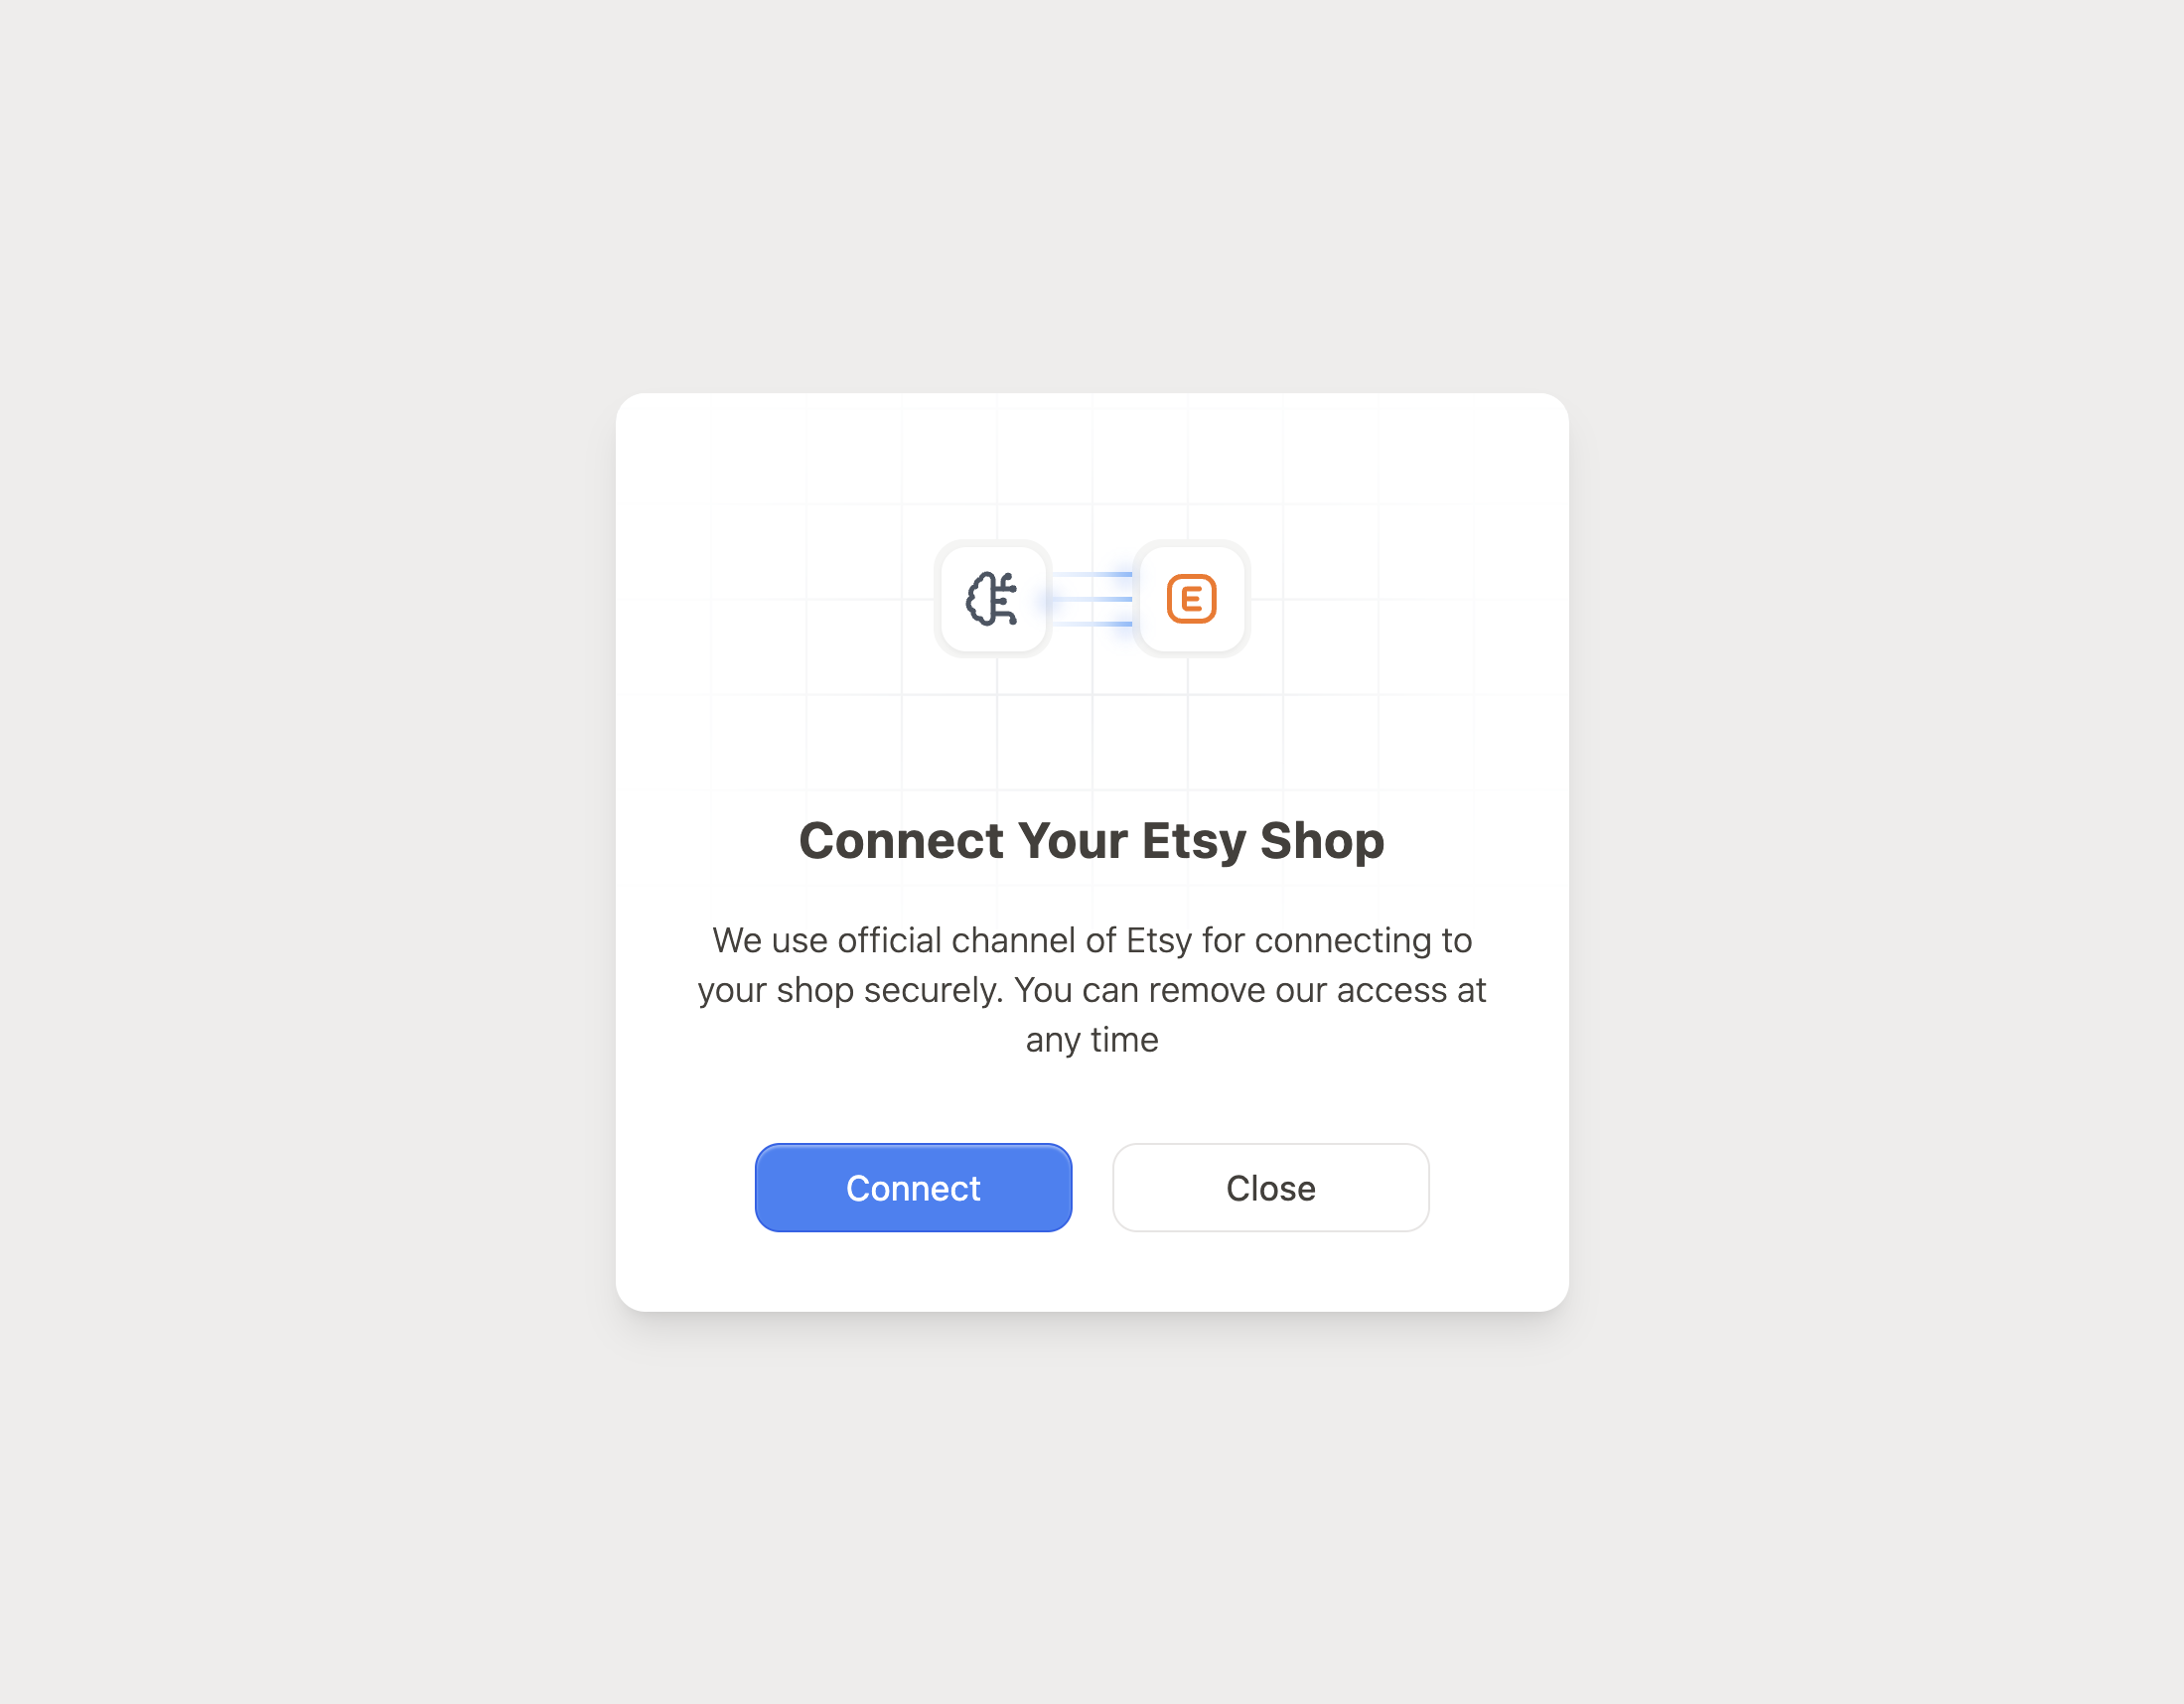 E
Connect Your Etsy Shop
We use official channel of Etsy for connecting to
your shop securely. You can remove our access at
any time
Connect
Close